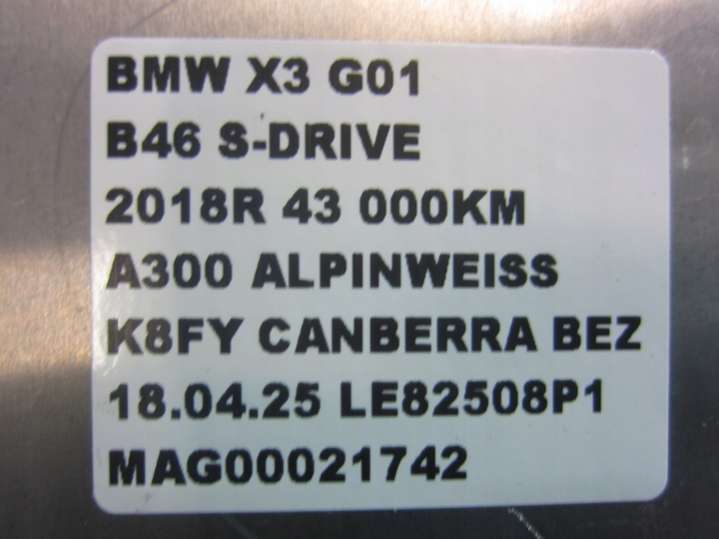 BMW X3 G01
B46 S-DRIVE
2018R 43 000KM
A300 ALPINWEISS
K8FY CANBERRA BEZ
18.04.25 LE82508P1
MAG00021742